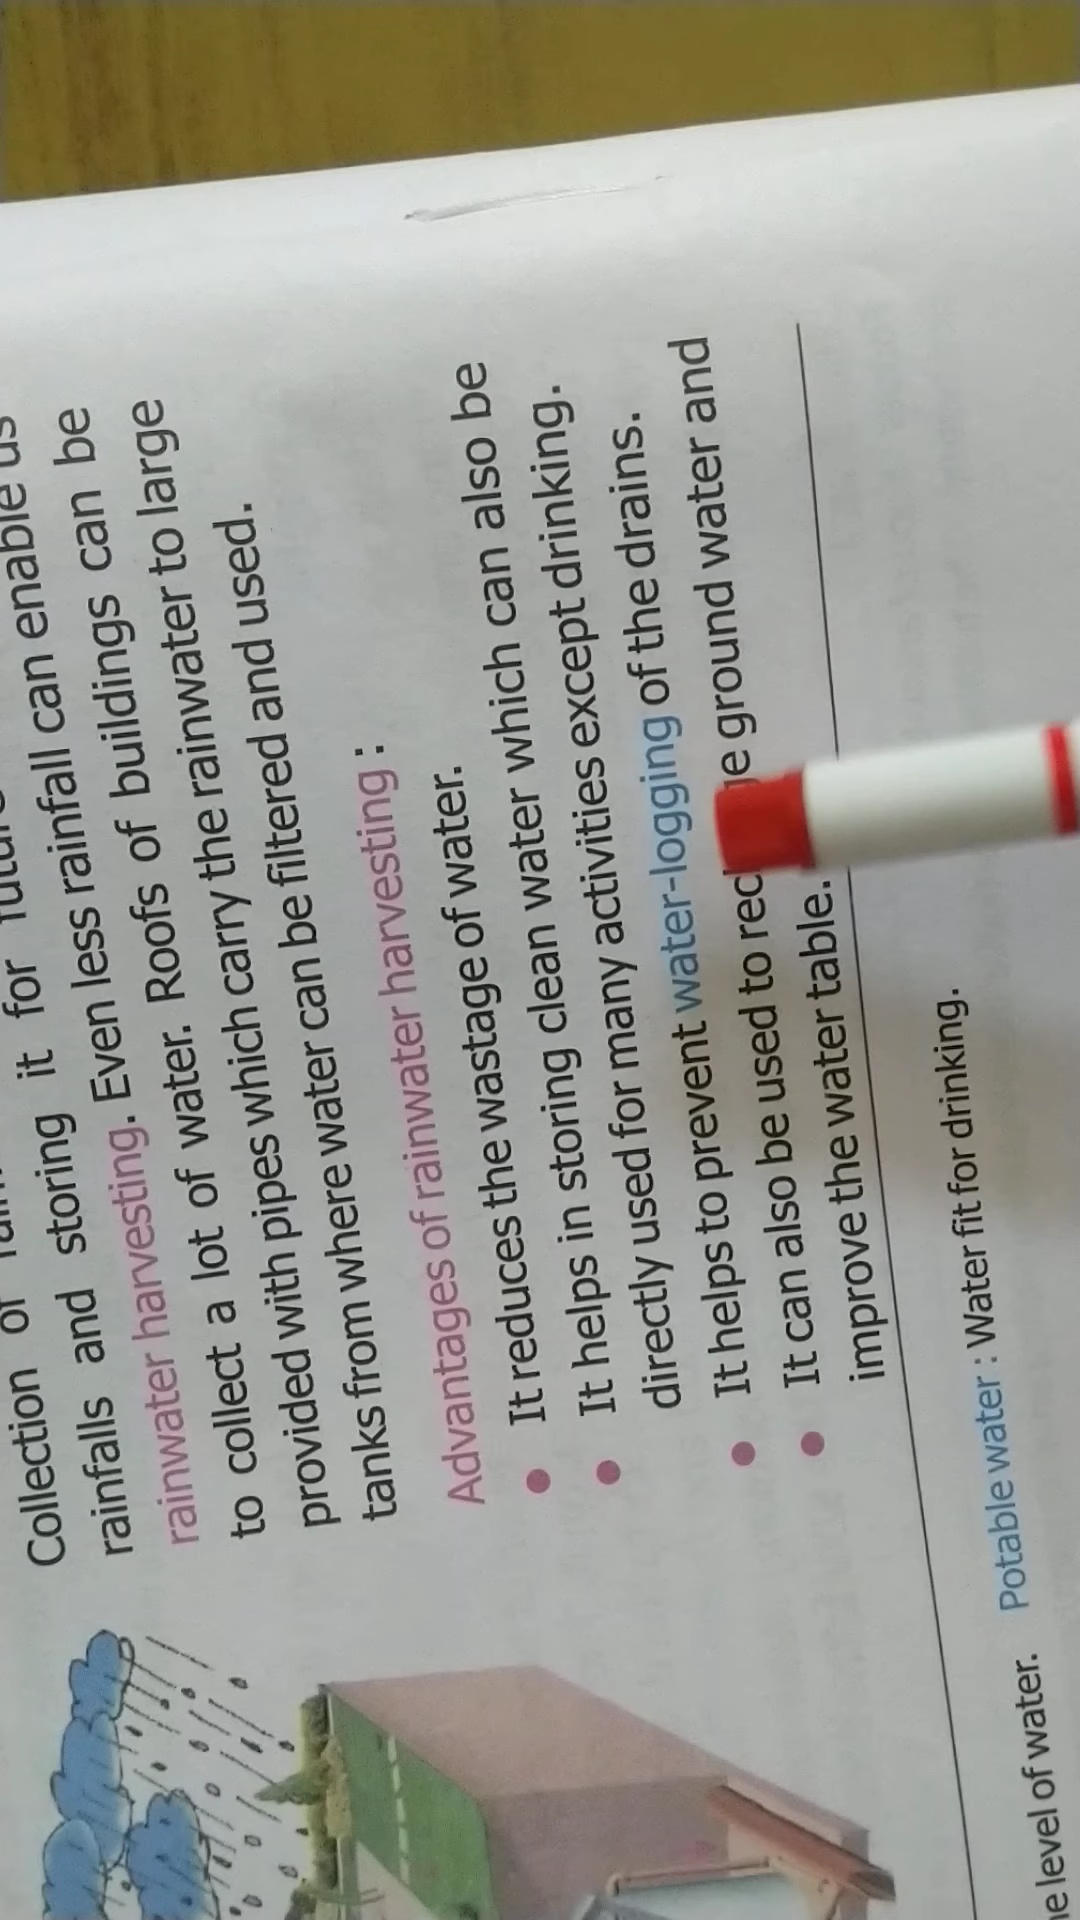 Collection of
rainfalls and storing it for future
rainwater harvesting. Even less rainfall can enable us
to collect a lot of water. Roofs of buildings can be
provided with pipes which carry the rainwater to large
tanks from where water can be filtered and used.
Advantages of rainwater harvesting :
It reduces the wastage of water.
It helps in storing clean water which can also be
directly used for many activities except drinking.
It helps to prevent water-logging of the drains.
It can also be used to ground water and
improve the water table.
level of water. Potable water : Water fit for drinking.